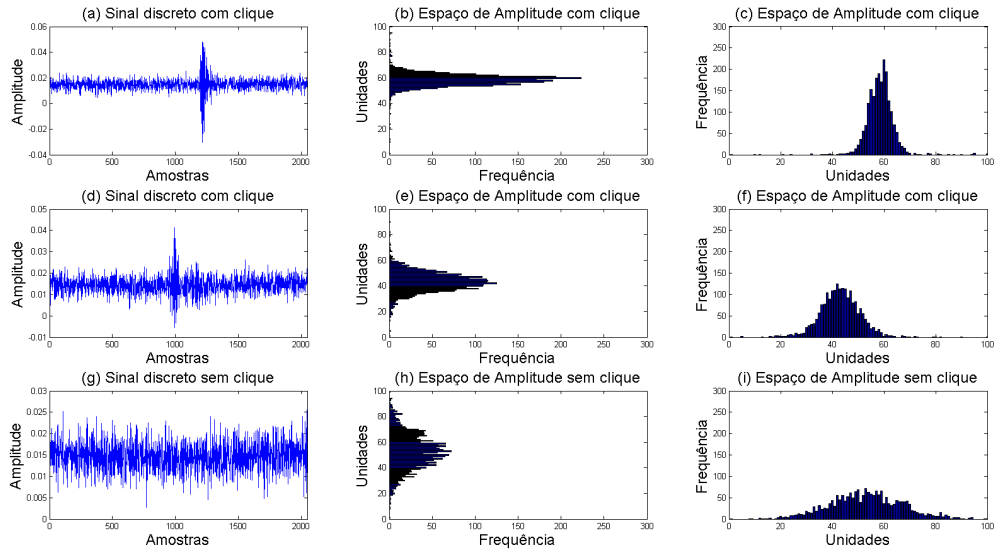 (a) Sinal discreto com clique
0.06
0.04
0.02
0
-0.02
-0.04
0 500 1000 1500 2000
Amplitude
Amostras
(b) Espaço de Amplitude com clique
100
80
60
40
20
0
0 50 100 150 200 250 300
Unidades
Frequência
(c) Espaço de Amplitude com clique
300
250
200
150
100
50
0
0 20 40 60 80 100
Frequência
Unidades
(d) Sinal discreto com clique
0.05
0.04
0.03
0.02
0.01
0
-0.01
0 500 1000 1500 2000
Amplitude
Amostras
(e) Espaço de Amplitude com clique
100
80
60
40
20
0
0 50 100 150 200 250 300
Unidades
Frequência
(f) Espaço de Amplitude com clique
300
250
200
150
100
50
0
0 20 40 60 80 100
Frequência
Unidades
(g) Sinal discreto sem clique
0.03
0.025
0.02
0.015
0.01
0.005
0
0 500 1000 1500 2000
Amplitude
Amostras
(h) Espaço de Amplitude sem clique
100
80
60
40
20
0
0 50 100 150 200 250 300
Unidades
Frequência
(i) Espaço de Amplitude sem clique
300
250
200
150
100
50
0
0 20 40 60 80 100
Frequência
Unidades